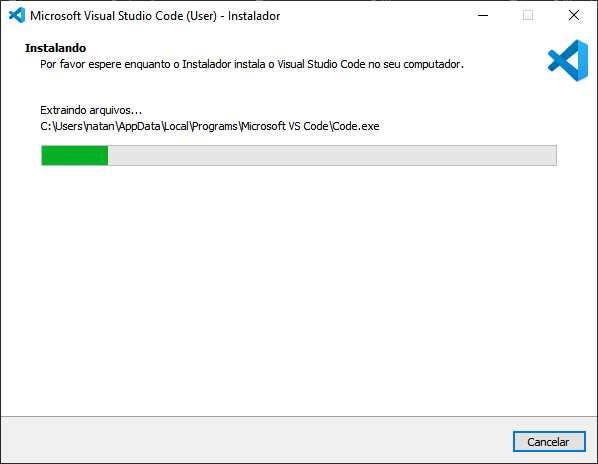 Microsoft Visual Studio Code (User) - Instalador
Instalando
Por favor espere enquanto o Instalador instala o Visual Studio Code no seu computador.
Extraindo arquivos...
C:\Users\natan\AppData\Local\Programs\Microsoft VS Code\Code.exe
Cancelar